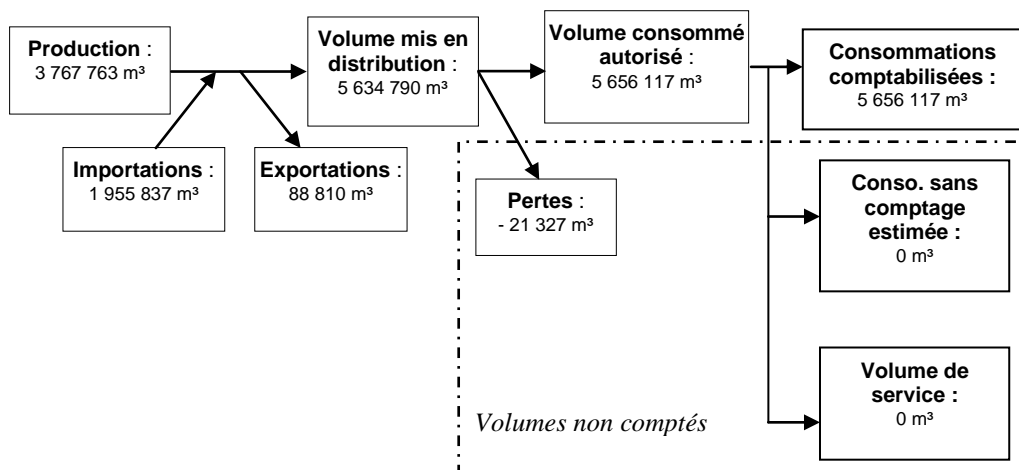 Production :
3 767 763 m³
Volume mis en
distribution :
5 634 790 m³
Volume consommé
autorisé :
5 656 117 m³
Consommations
comptabilisées :
5 656 117 m³
Importations :
1 955 837 m³
Exportations :
88 810 m³
Pertes :
- 21 327 m³
Conso. sans
comptage
estimée :
0 m³
Volume de
service :
0 m³
Volumes non comptés